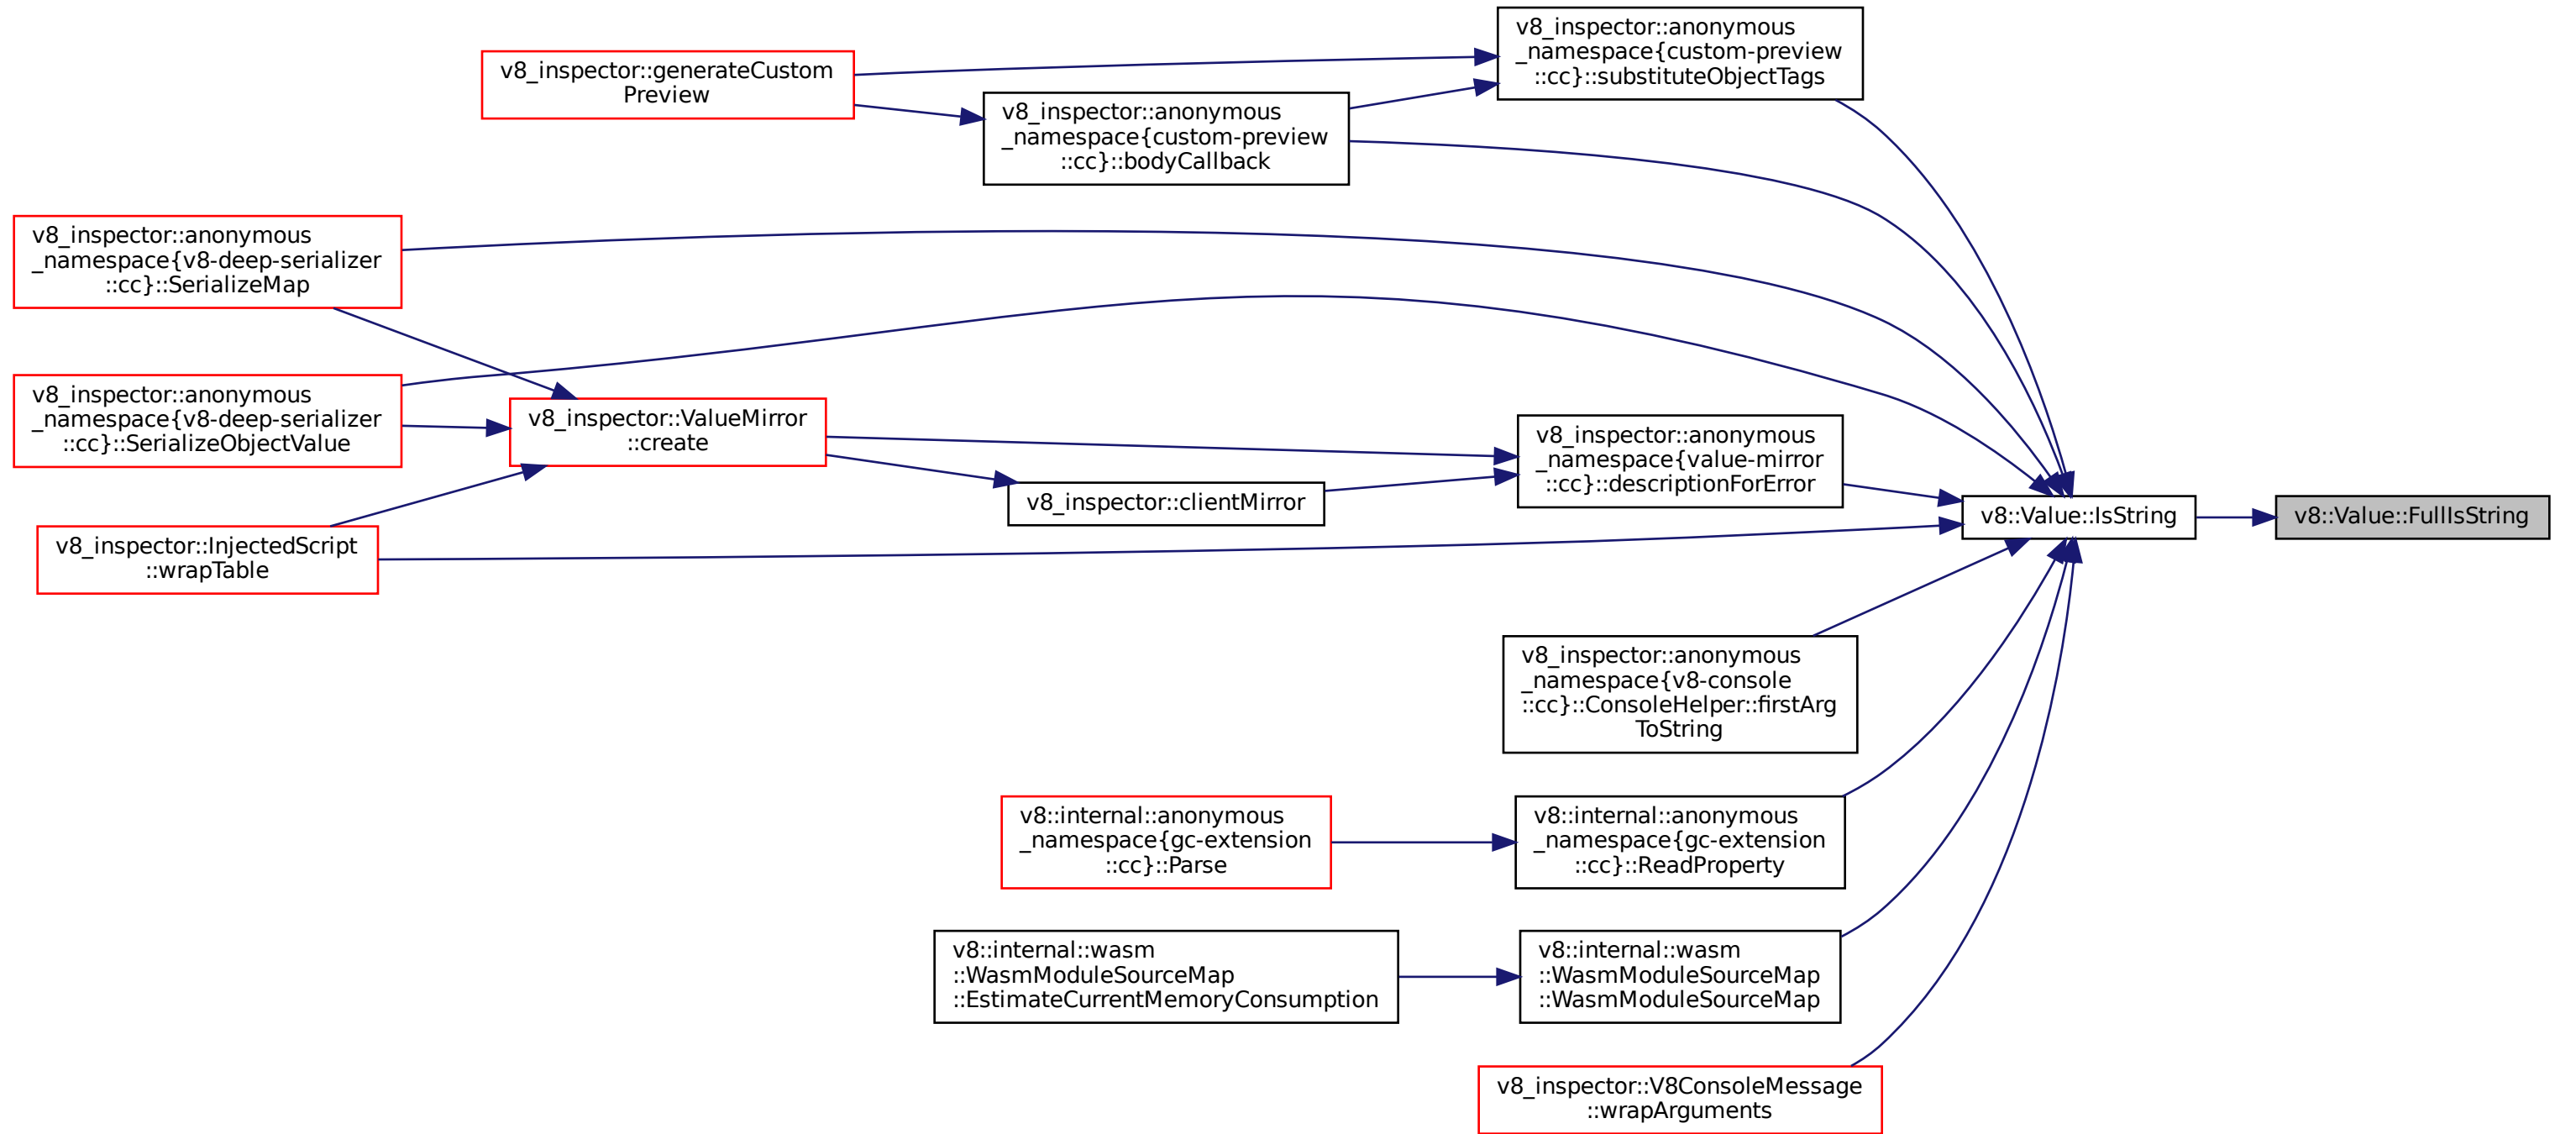 v8_inspector::anonymous
_namespace{custom-preview
::cc}::substituteObjectTags
v8_inspector::generateCustom
Preview
v8_inspector::anonymous
_namespace{custom-preview
::cc}::bodyCallback
v8_inspector::anonymous
_namespace{v8-deep-serializer
::cc}::SerializeMap
v8_inspector::anonymous
_namespace{v8-deep-serializer
::cc}::SerializeObjectValue
v8_inspector::ValueMirror
::create
v8_inspector::anonymous
_namespace{value-mirror
::cc}::descriptionForError
v8_inspector::clientMirror
v8::Value::IsString
v8::Value::FullIsString
v8_inspector::InjectedScript
::wrapTable
v8_inspector::anonymous
_namespace{v8-console
::cc}::ConsoleHelper::firstArg
ToString
v8::internal::anonymous
_namespace{gc-extension
::cc}::Parse
v8::internal::anonymous
_namespace{gc-extension
::cc}::ReadProperty
v8::internal::wasm
::WasmModuleSourceMap
::EstimateCurrentMemoryConsumption
v8::internal::wasm
::WasmModuleSourceMap
::WasmModuleSourceMap
v8_inspector::V8ConsoleMessage
::wrapArguments